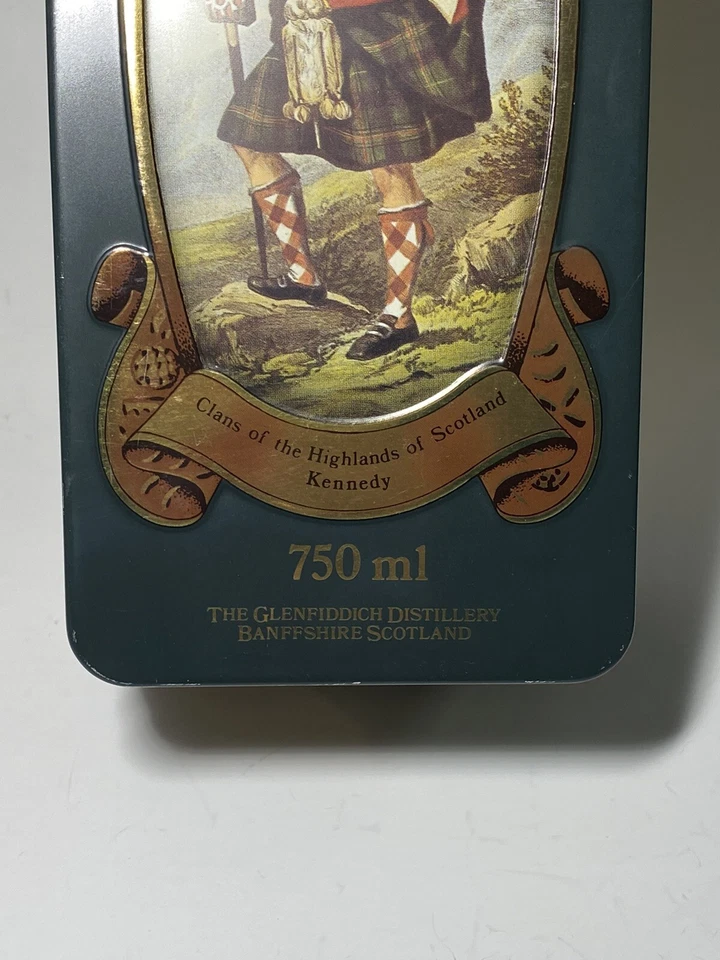 Clans of the Highlands of Scotland
Kennedy
750 ml
THE GLENFIDDICH DISTILLERY
BANFFSHIRE SCOTLAND